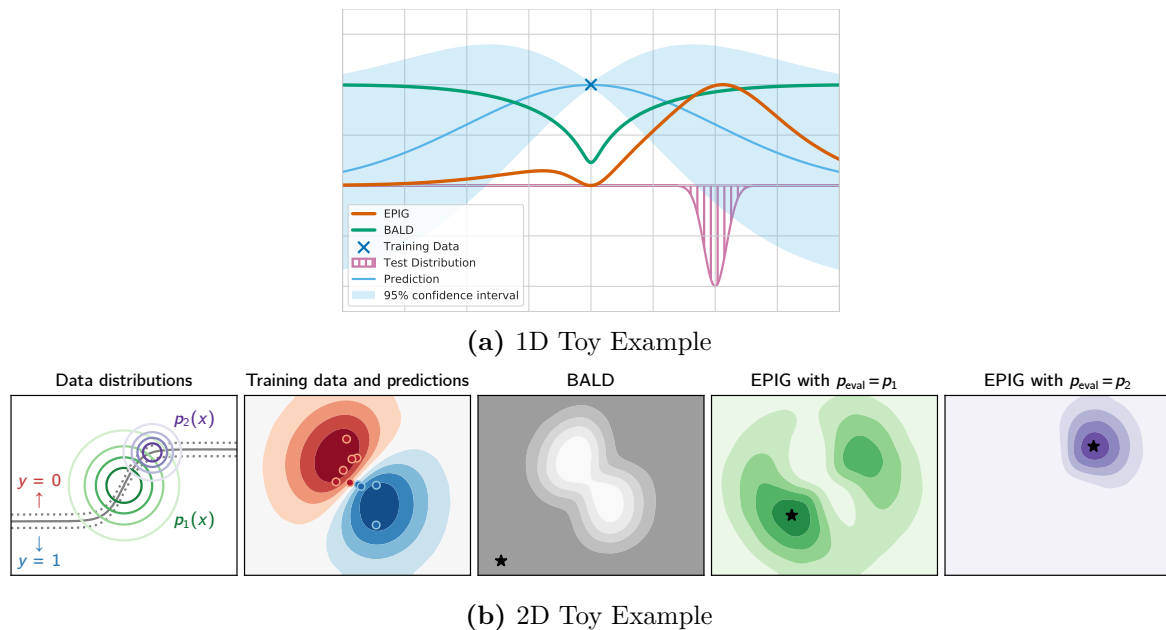 EPIG
BALD
Training Data
Test Distribution
Prediction
95% confidence interval
(a) 1D Toy Example
Data distributions
Training data and predictions
BALD
EPIG with p_eval = p_1
EPIG with p_eval = p_2
p_2(x)
y = 0
↑
p_1(x)
↓
y = 1
(b) 2D Toy Example